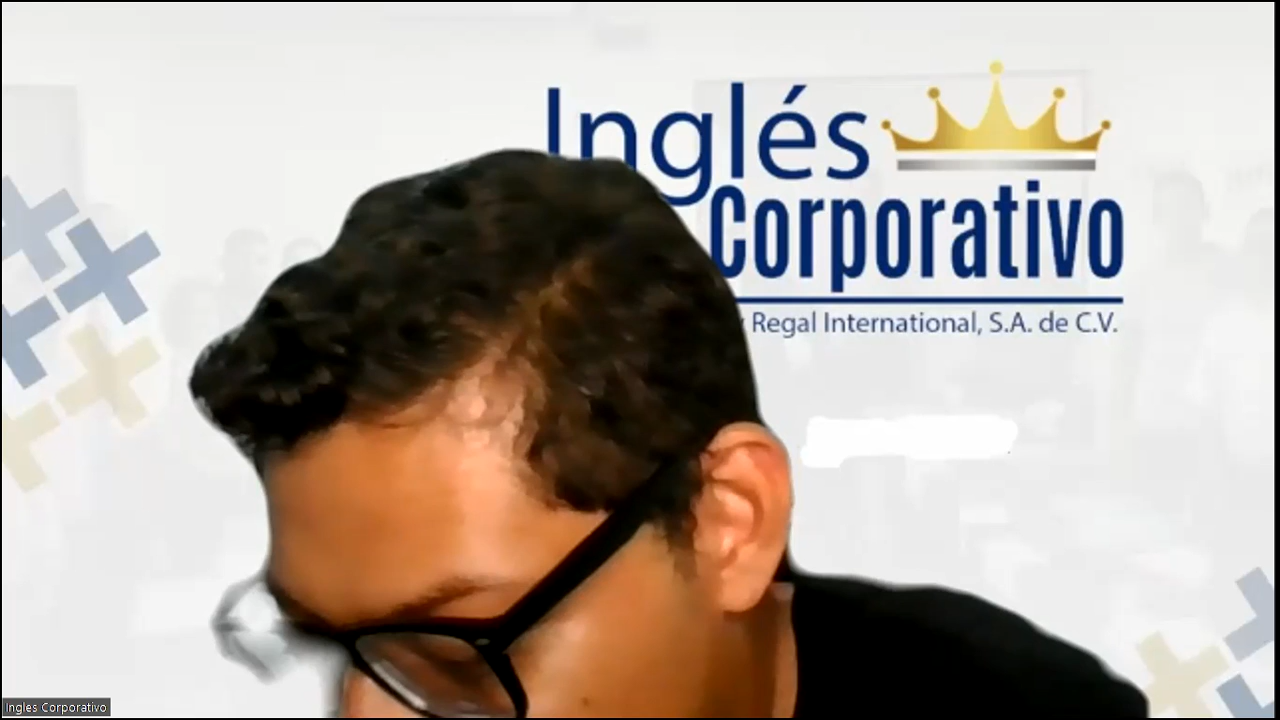 Inglés
Corporativo
Regal International, S.A. de C.V.
Ingles Corporativo